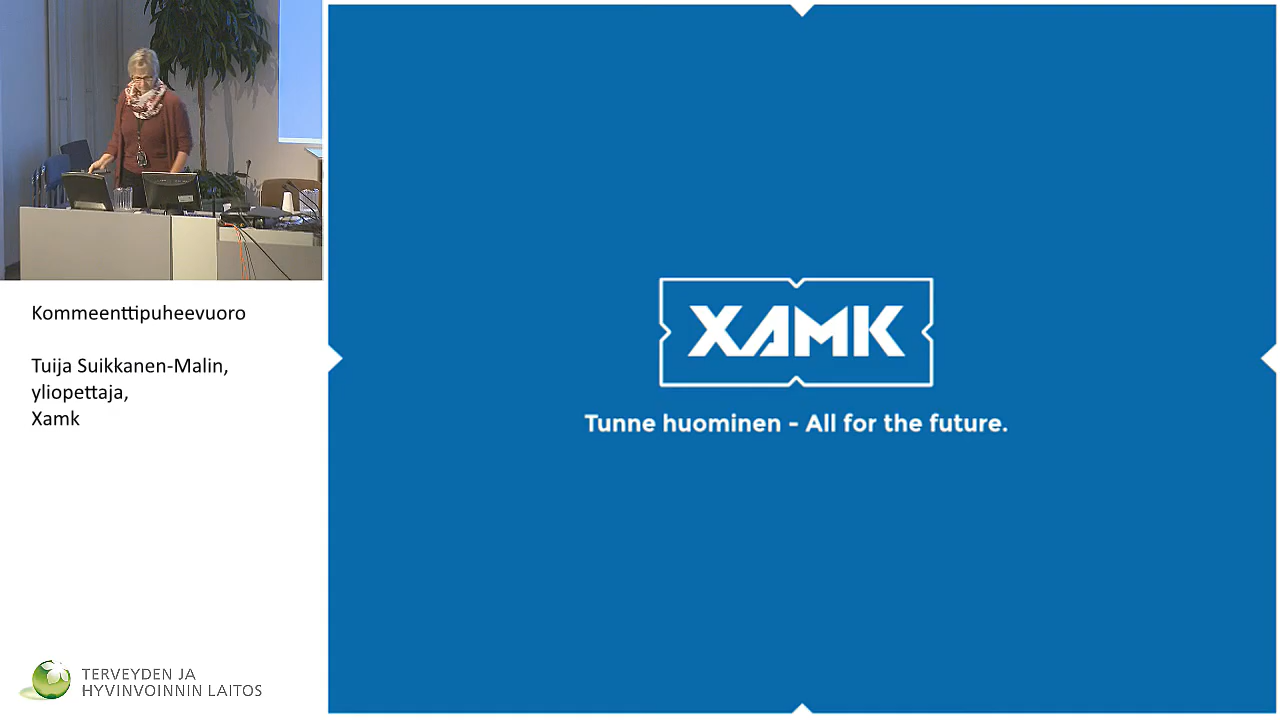 Kommeenttipuheevuoro
Tuija Suikkanen-Malin,
yliopettaja,
Xamk
TERVEYDEN JA
HYVINVOINNIN LAITOS
XAMK
Tunne huominen - All for the future.